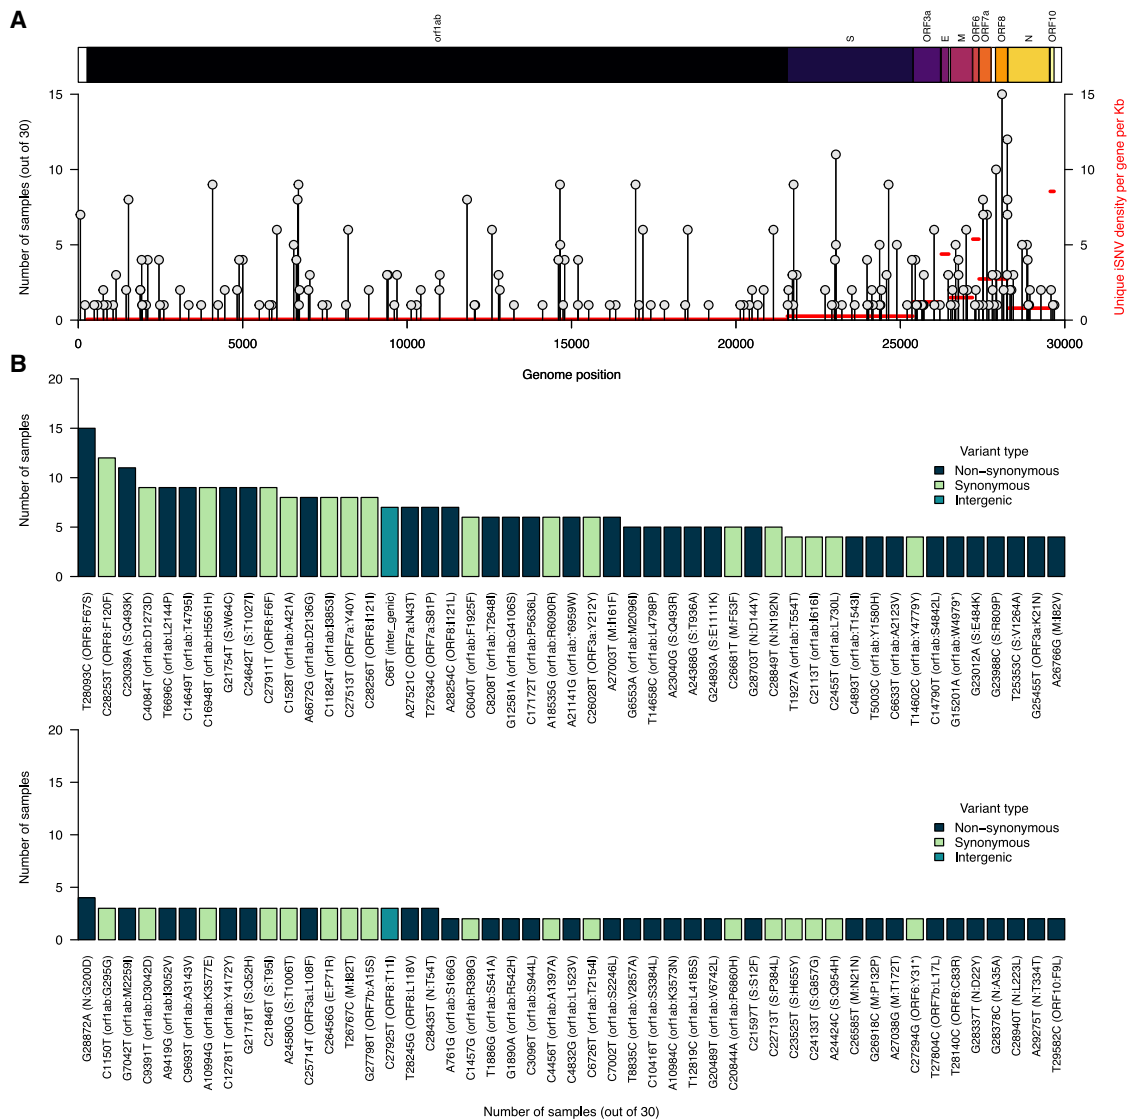 A
orf1ab
S
ORF3a
E
M
ORF6
ORF7a
ORF8
N
ORF10
Number of samples (out of 30)
15
10
5
0
15
10
5
0
Unique iSNV density per gene per Kb
0
5000
10000
15000
20000
25000
30000
Genome position
B
Number of samples
20
15
10
5
0
Variant type
Non−synonymous
Synonymous
Intergenic
T28093C (ORF8:F67S)
C28253T (ORF8:F120F)
C23039A (S:Q493K)
C4084T (orf1ab:D1273D)
T6696C (orf1ab:L2144P)
C14649T (orf1ab:T4795I)
C16948T (orf1ab:H5561H)
G21754T (S:W64C)
C24642T (S:T1027I)
C27911T (ORF8:F6F)
C1528T (orf1ab:A421A)
A6672G (orf1ab:D2136G)
C11824T (orf1ab:I3853I)
C27513T (ORF7a:Y40Y)
C28256T (ORF8:I121I)
C66T (inter_genic)
A27521C (ORF7a:N43T)
T27634C (ORF7a:S81P)
A28254C (ORF8:I121L)
C6040T (orf1ab:F1925F)
C8208T (orf1ab:T2648I)
G12581A (orf1ab:G4106S)
C17172T (orf1ab:P5636L)
A18535G (orf1ab:R6090R)
A21141G (orf1ab:*6959W)
C26028T (ORF3a:Y212Y)
A27003T (M:I161F)
G6553A (orf1ab:M2096I)
T14658C (orf1ab:L4798P)
A23040G (S:Q493R)
A24368G (S:T936A)
G24893A (S:E1111K)
C26681T (M:F53F)
G28703T (N:D144Y)
C28849T (N:N192N)
T1927A (orf1ab:T554T)
C2113T (orf1ab:I616I)
C2455T (orf1ab:L730L)
C4893T (orf1ab:T1543I)
T5003C (orf1ab:Y1580H)
C6633T (orf1ab:A2123V)
T14602C (orf1ab:Y4779Y)
C14790T (orf1ab:S4842L)
G15201A (orf1ab:W4979*)
G23012A (S:E484K)
G23988C (S:R809P)
T25353C (S:V1264A)
G25455T (ORF3a:K21N)
A26766G (M:I82V)
Number of samples
20
15
10
5
0
Variant type
Non−synonymous
Synonymous
Intergenic
G28872A (N:G200D)
C1150T (orf1ab:G295G)
G7042T (orf1ab:M2259I)
C9391T (orf1ab:D3042D)
A9419G (orf1ab:I3052V)
C9693T (orf1ab:A3143V)
A10994G (orf1ab:K3577E)
C12781T (orf1ab:Y4172Y)
G21718T (S:Q52H)
C21846T (S:T95I)
A24580G (S:T1006T)
C25714T (ORF3a:L108F)
C26456G (E:P71R)
T26767C (M:I82T)
G27798T (ORF7b:A15S)
C27925T (ORF8:T11I)
T28245G (ORF8:L118V)
C28435T (N:T54T)
A761G (orf1ab:S166G)
C1457G (orf1ab:R398G)
T1886G (orf1ab:S541A)
G1890A (orf1ab:R542H)
C3096T (orf1ab:S944L)
C4456T (orf1ab:A1397A)
C4832G (orf1ab:L1523V)
C6726T (orf1ab:T2154I)
C7002T (orf1ab:S2246L)
T8835C (orf1ab:V2857A)
C10416T (orf1ab:S3384L)
A10984C (orf1ab:K3573N)
T12819C (orf1ab:L4185S)
G20489T (orf1ab:V6742L)
C20844A (orf1ab:P6860H)
C21597T (S:S12F)
C22713T (S:P384L)
C23525T (S:H655Y)
C24133T (S:G857G)
A24424C (S:Q954H)
C26585T (M:N21N)
G26918C (M:P132P)
A27038G (M:T172T)
C27294G (ORF6:Y31*)
T27804C (ORF7b:L17L)
T28140C (ORF8:C83R)
G28337T (N:D22Y)
G28378C (N:A35A)
C28940T (N:L223L)
A29275T (N:T334T)
T29582C (ORF10:F9L)
Number of samples (out of 30)